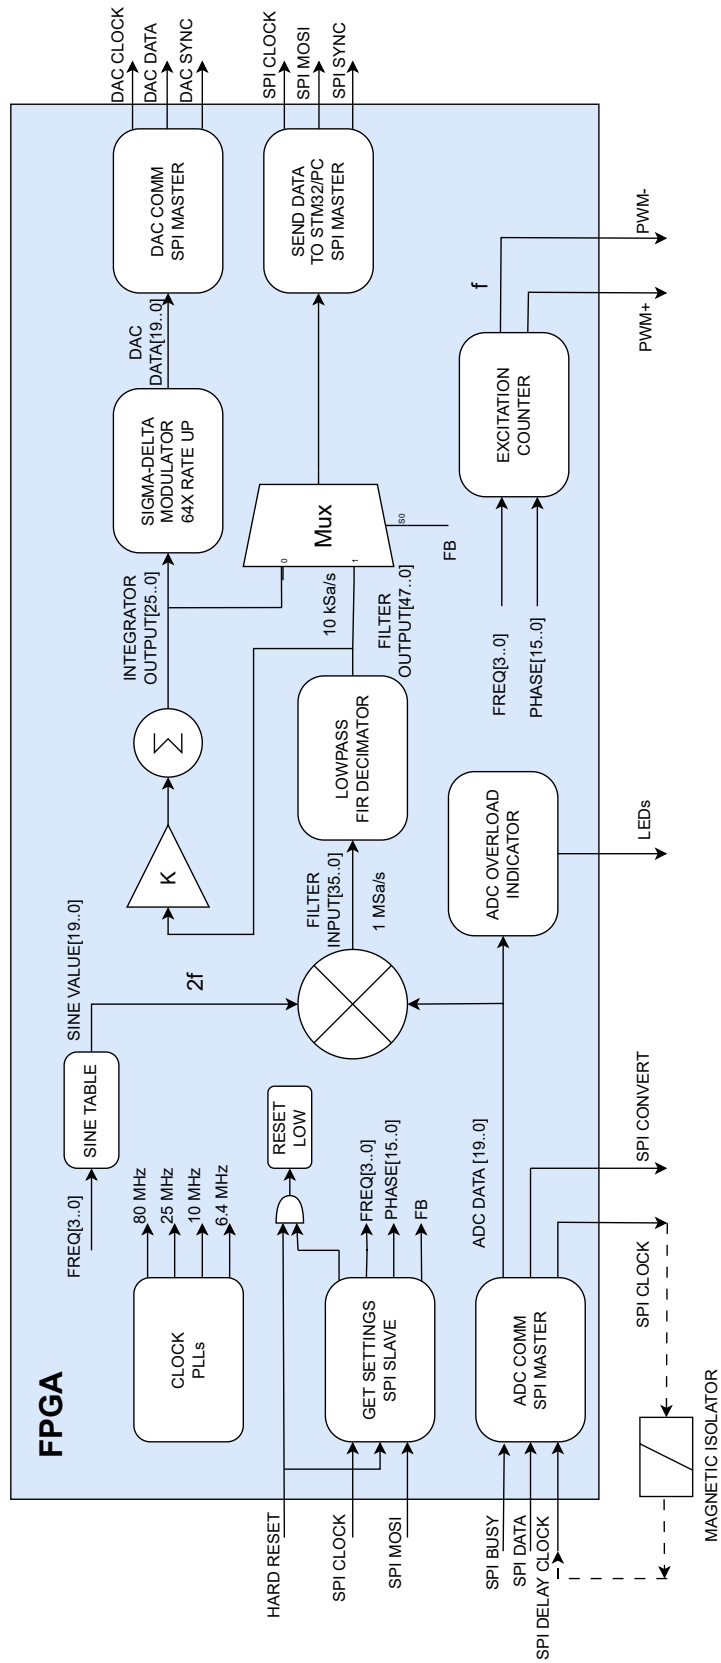 FPGA
CLOCK
PLLs
80 MHz
25 MHz
10 MHz
6.4 MHz
FREQ[3..0]
SINE TABLE
SINE VALUE[19..0]
2f
K
Σ
INTEGRATOR
OUTPUT[25..0]
SIGMA-DELTA
MODULATOR
64X RATE UP
DAC
DATA[19..0]
DAC COMM
SPI MASTER
DAC CLOCK
DAC DATA
DAC SYNC
HARD RESET
SPI CLOCK
SPI MOSI
GET SETTINGS
SPI SLAVE
RESET
LOW
FREQ[3..0]
PHASE[15..0]
FB
FILTER
INPUT[35..0]
1 MSa/s
LOWPASS
FIR DECIMATOR
10 kSa/s
FILTER
OUTPUT[47..0]
Mux
0
1
S0
FB
SEND DATA
TO STM32/PC
SPI MASTER
SPI CLOCK
SPI MOSI
SPI SYNC
SPI BUSY
SPI DATA
SPI DELAY CLOCK
ADC COMM
SPI MASTER
ADC DATA [19..0]
ADC OVERLOAD
INDICATOR
FREQ[3..0]
PHASE[15..0]
EXCITATION
COUNTER
f
MAGNETIC ISOLATOR
SPI CLOCK
SPI CONVERT
LEDs
PWM+
PWM-